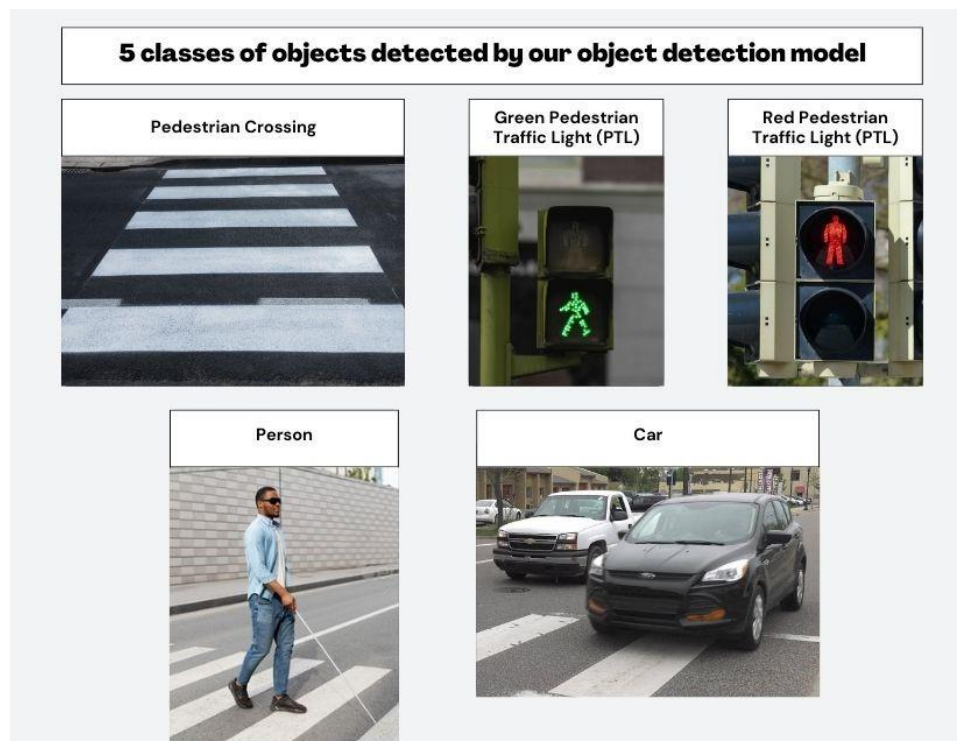 5 classes of objects detected by our object detection model
Pedestrian Crossing
Green Pedestrian
Traffic Light (PTL)
Red Pedestrian
Traffic Light (PTL)
Person
Car